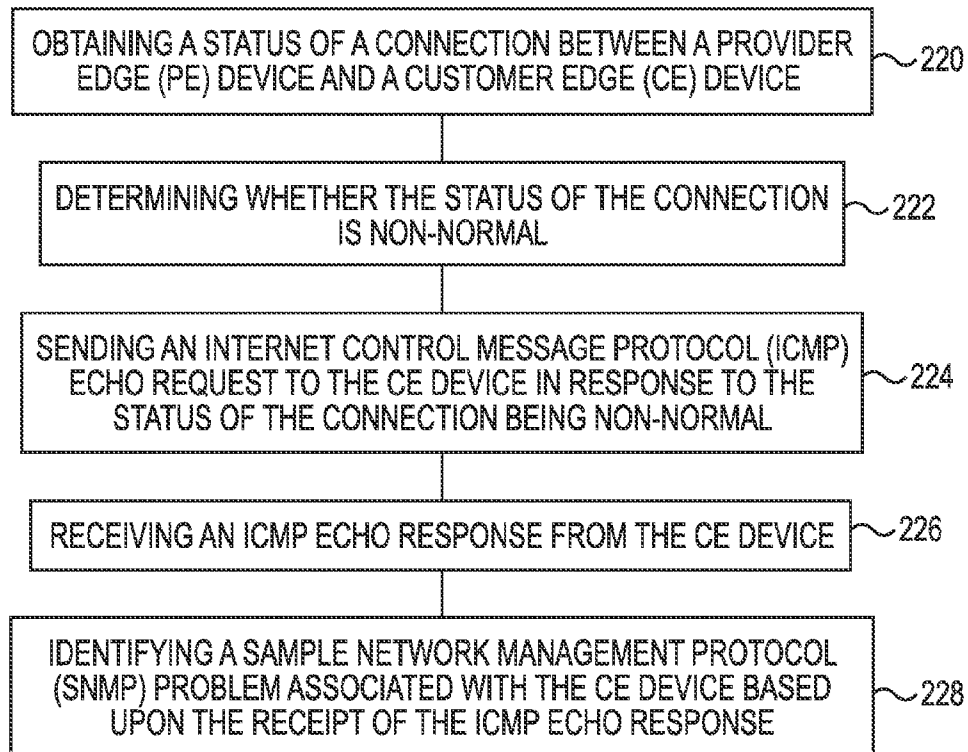 OBTAINING A STATUS OF A CONNECTION BETWEEN A PROVIDER
EDGE (PE) DEVICE AND A CUSTOMER EDGE (CE) DEVICE
220
DETERMINING WHETHER THE STATUS OF THE CONNECTION
IS NON-NORMAL
222
SENDING AN INTERNET CONTROL MESSAGE PROTOCOL (ICMP)
ECHO REQUEST TO THE CE DEVICE IN RESPONSE TO THE
STATUS OF THE CONNECTION BEING NON-NORMAL
224
RECEIVING AN ICMP ECHO RESPONSE FROM THE CE DEVICE
226
IDENTIFYING A SAMPLE NETWORK MANAGEMENT PROTOCOL
(SNMP) PROBLEM ASSOCIATED WITH THE CE DEVICE BASED
UPON THE RECEIPT OF THE ICMP ECHO RESPONSE
228